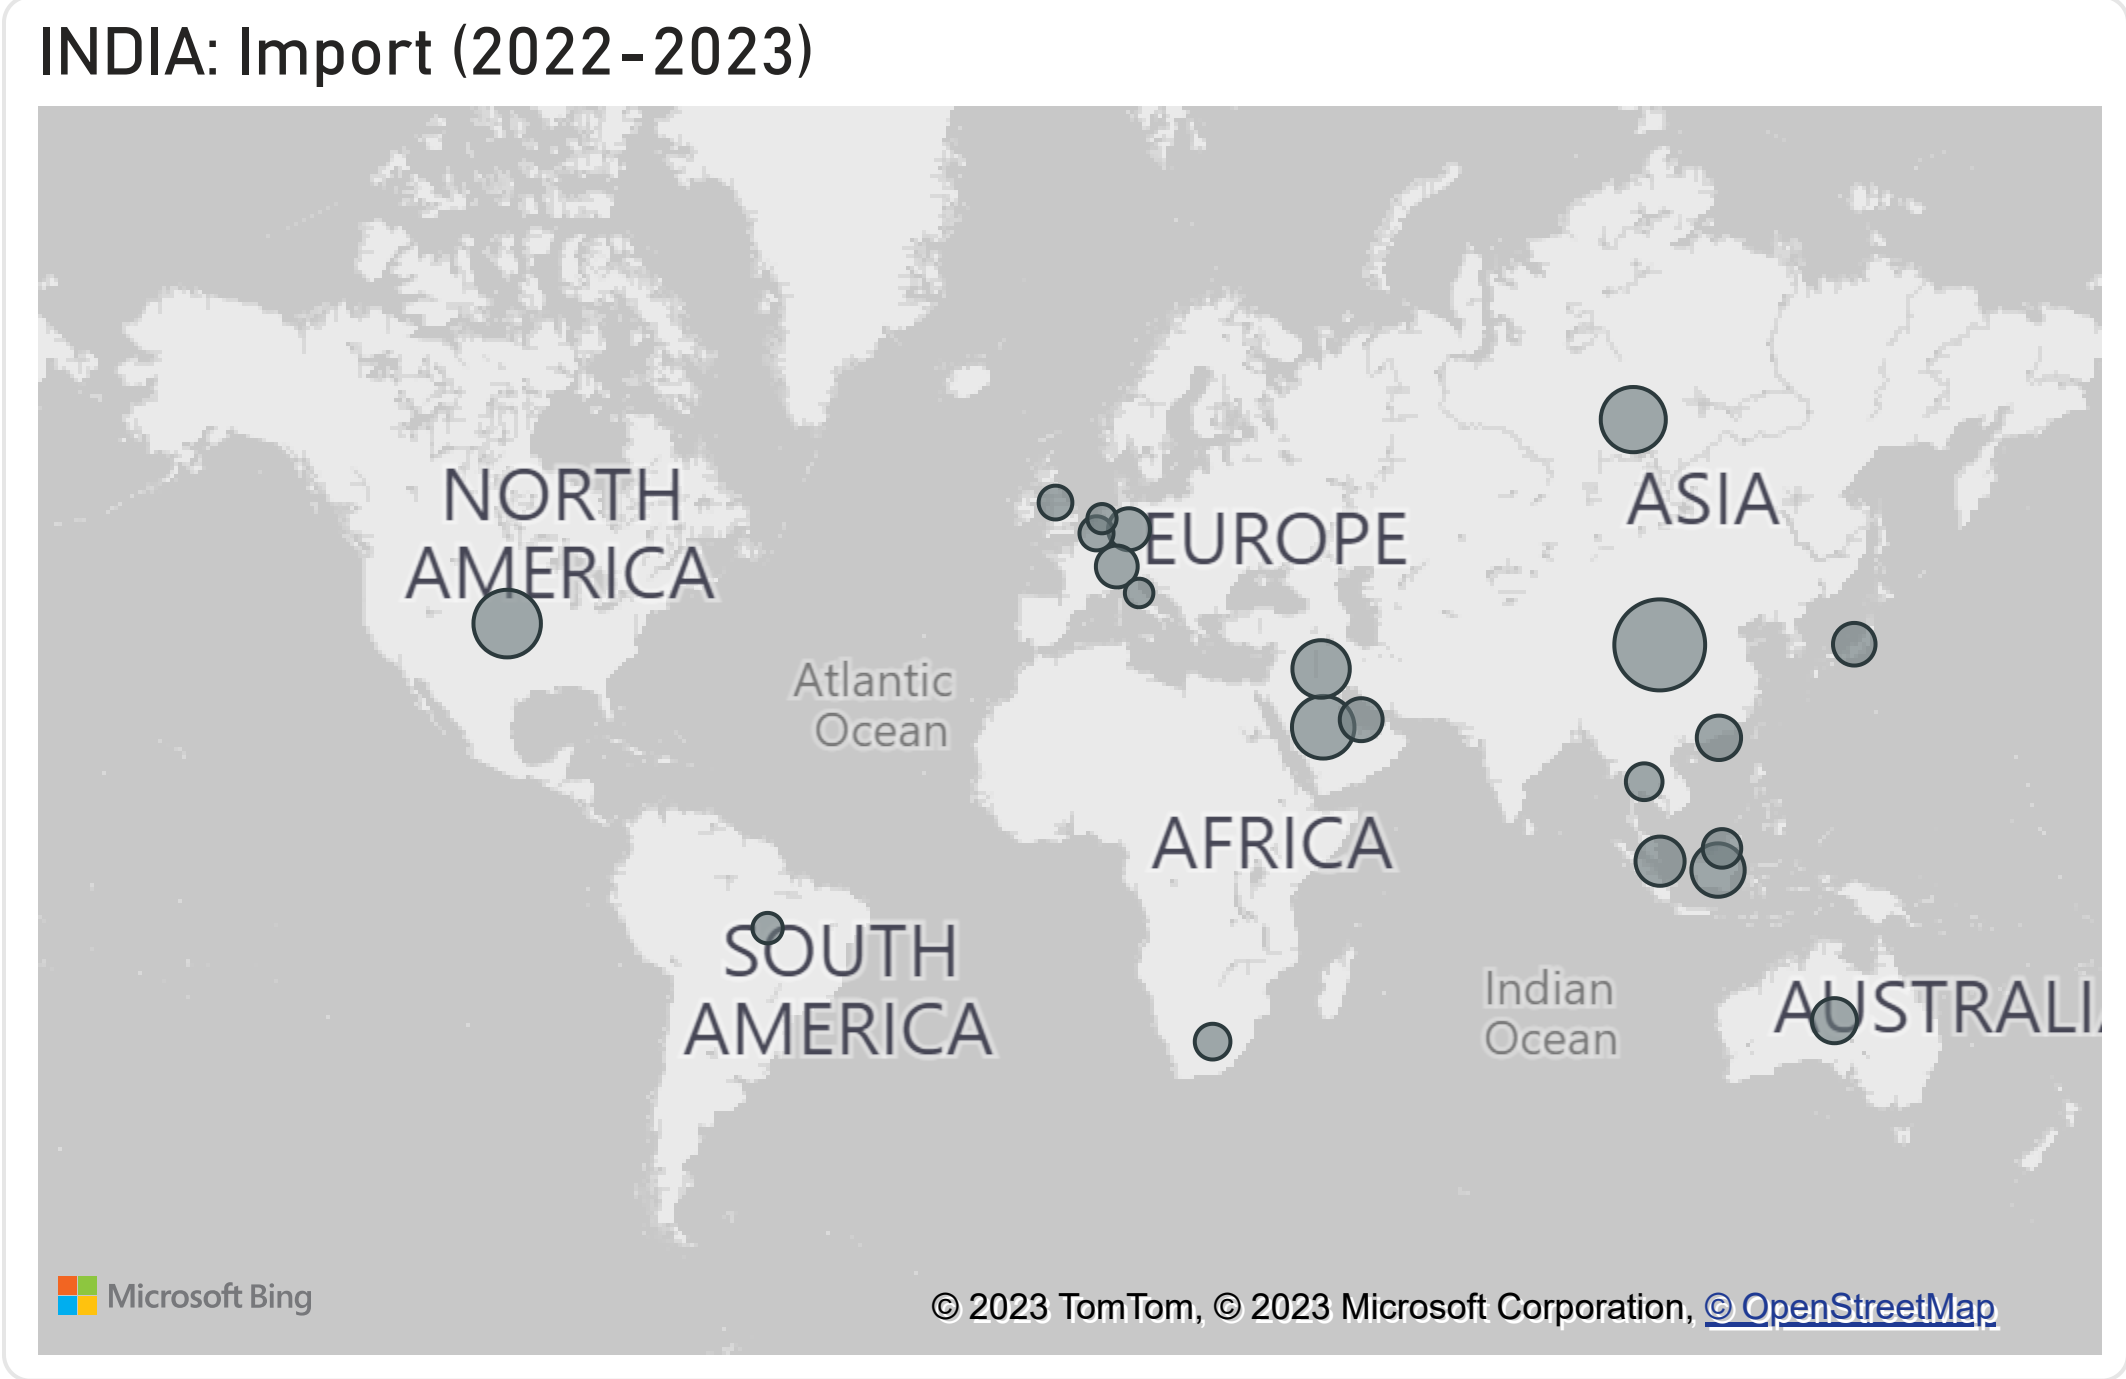 INDIA: Import (2022-2023)
NORTH
AMERICA
ASIA
EUROPE
Atlantic
Ocean
AFRICA
SOUTH
AMERICA
Indian
Ocean
AUSTRALIA
Microsoft Bing
© 2023 TomTom, © 2023 Microsoft Corporation, © OpenStreetMap